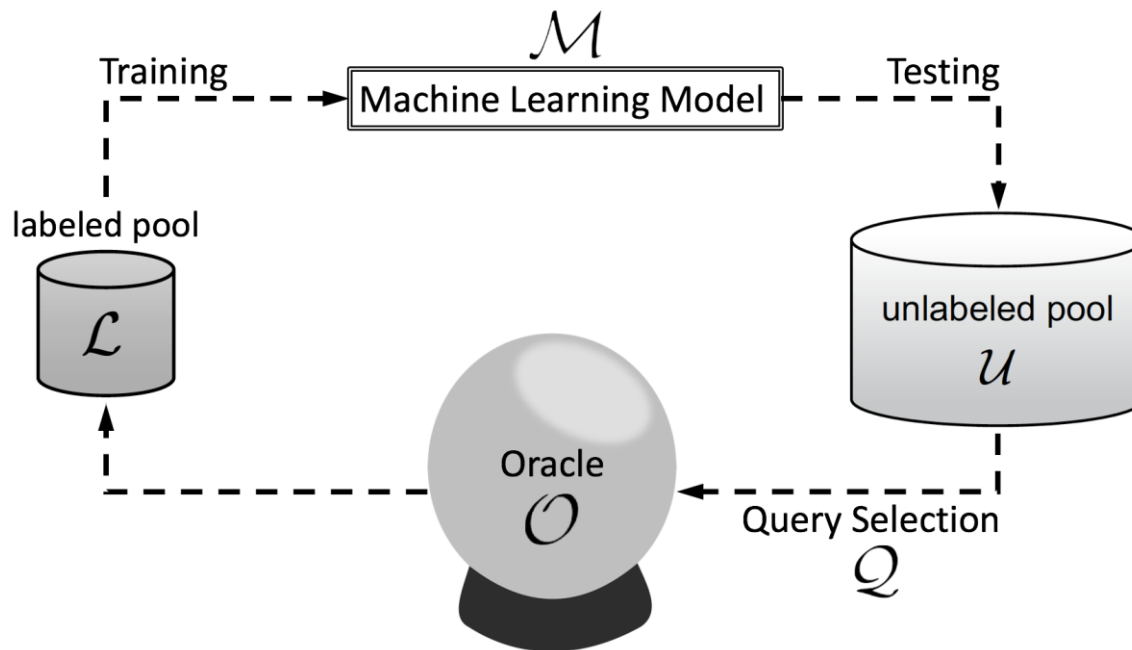 ℳ
Training
Machine Learning Model
Testing
labeled pool
ℒ
unlabeled pool
𝒰
Oracle
𝒪
Query Selection
𝒬